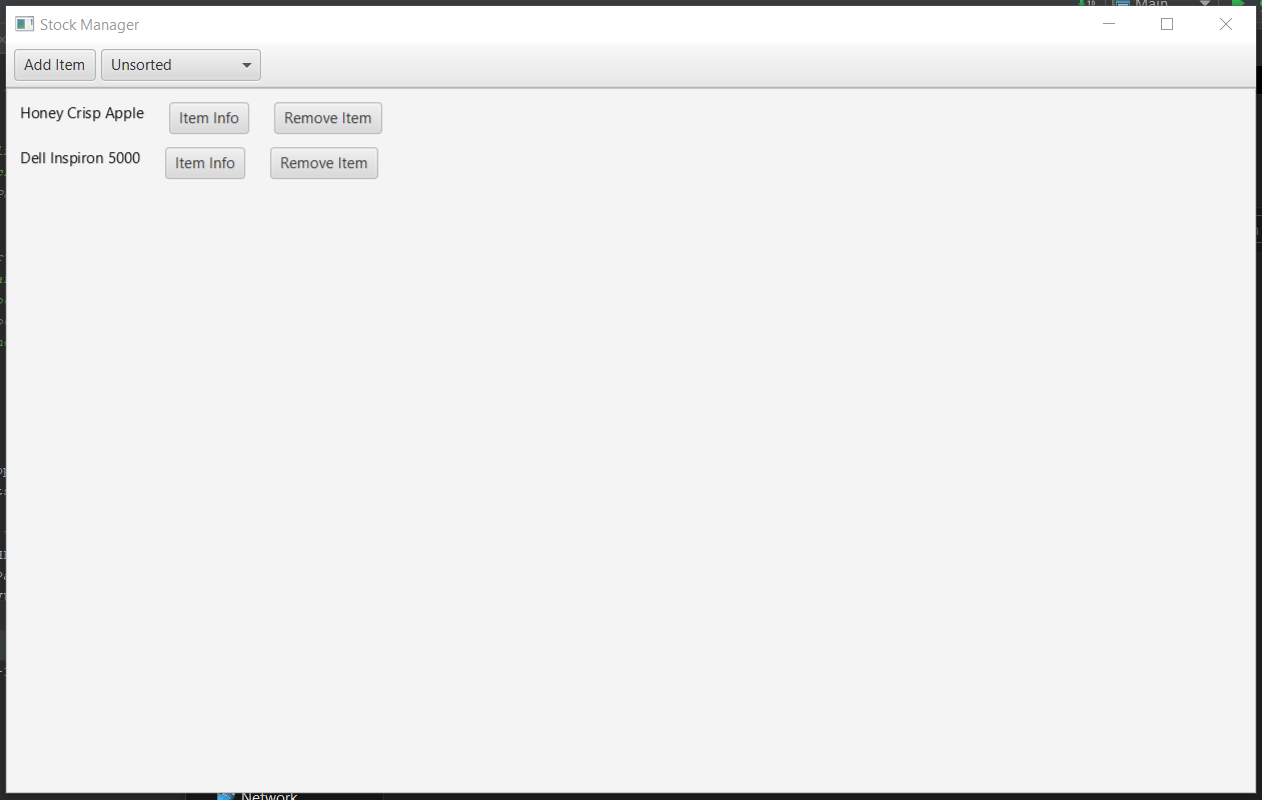 Main
Stock Manager
Add Item Unsorted
Honey Crisp Apple Item Info Remove Item
Dell Inspiron 5000 Item Info Remove Item
Network